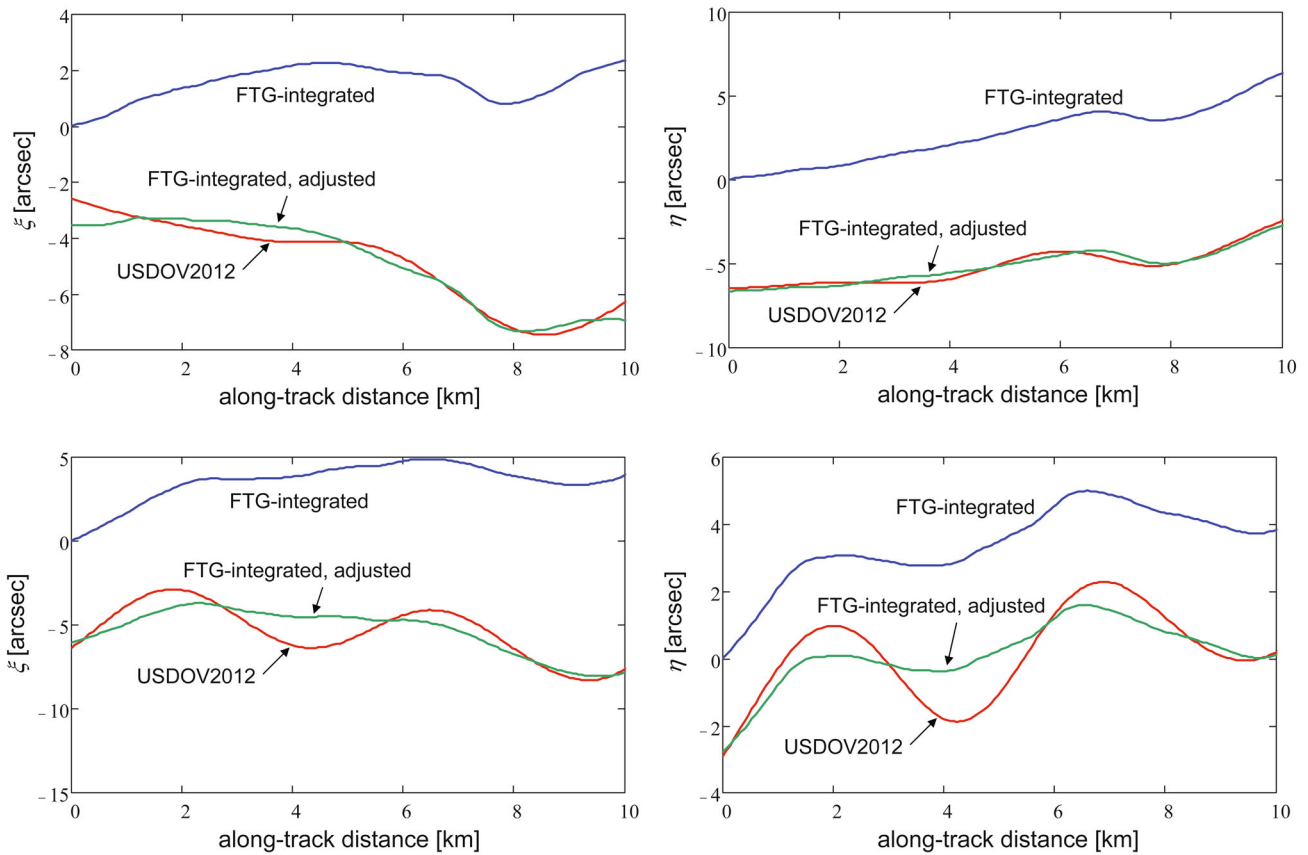 4
2
0
-2
-4
-6
-8
ξ [arcsec]
FTG-integrated
FTG-integrated, adjusted
USDOV2012
0
2
4
6
8
10
along-track distance [km]
10
5
0
-5
-10
η [arcsec]
FTG-integrated
FTG-integrated, adjusted
USDOV2012
0
2
4
6
8
10
along-track distance [km]
5
0
-5
-10
-15
ξ [arcsec]
FTG-integrated
FTG-integrated, adjusted
USDOV2012
0
2
4
6
8
10
along-track distance [km]
6
4
2
0
-2
-4
η [arcsec]
FTG-integrated
FTG-integrated, adjusted
USDOV2012
0
2
4
6
8
10
along-track distance [km]